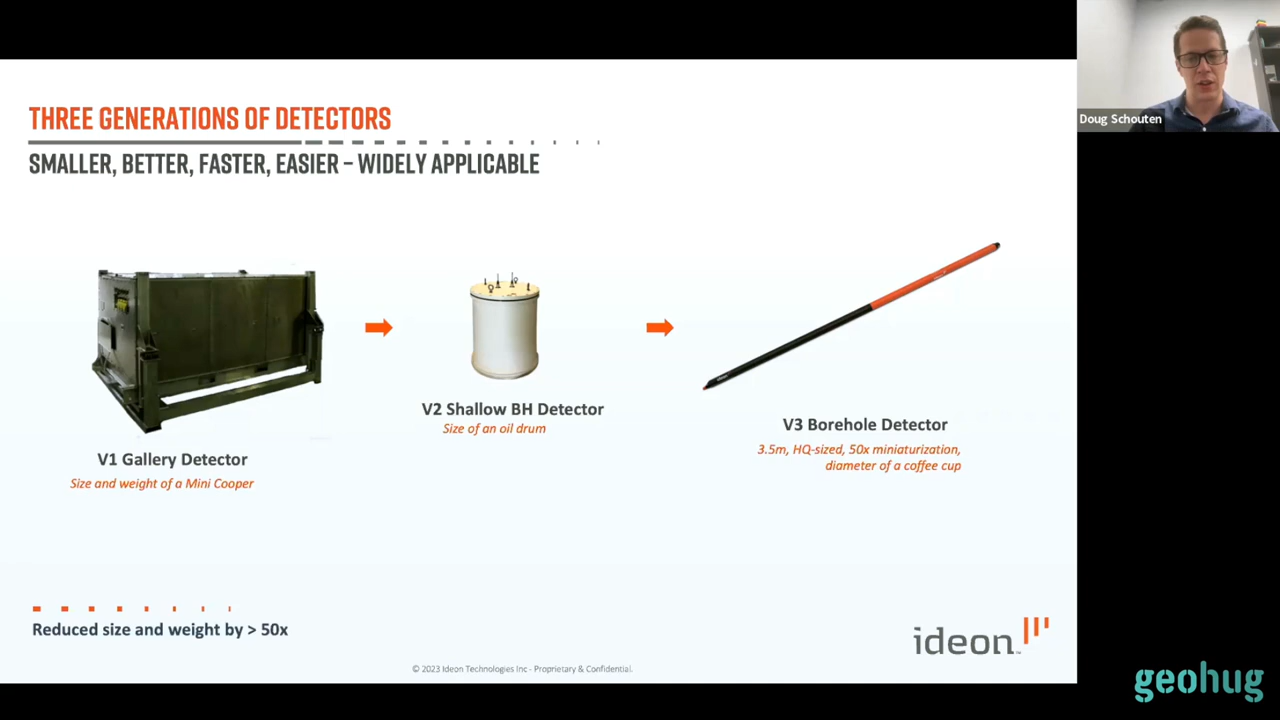 THREE GENERATIONS OF DETECTORS
SMALLER, BETTER, FASTER, EASIER – WIDELY APPLICABLE
Doug Schouten
V1 Gallery Detector
Size and weight of a Mini Cooper
V2 Shallow BH Detector
Size of an oil drum
V3 Borehole Detector
3.5m, HQ-sized, 50x miniaturization,
diameter of a coffee cup
Reduced size and weight by > 50x
ideon
© 2023 Ideon Technologies Inc - Proprietary & Confidential.
geohug